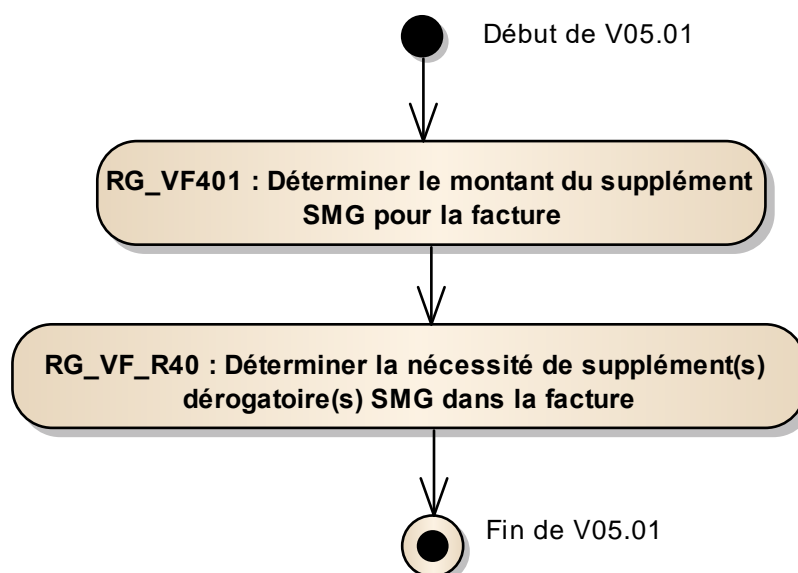 Début de V05.01
RG_VF401 : Déterminer le montant du supplément
SMG pour la facture
RG_VF_R40 : Déterminer la nécessité de supplément(s)
dérogatoire(s) SMG dans la facture
Fin de V05.01